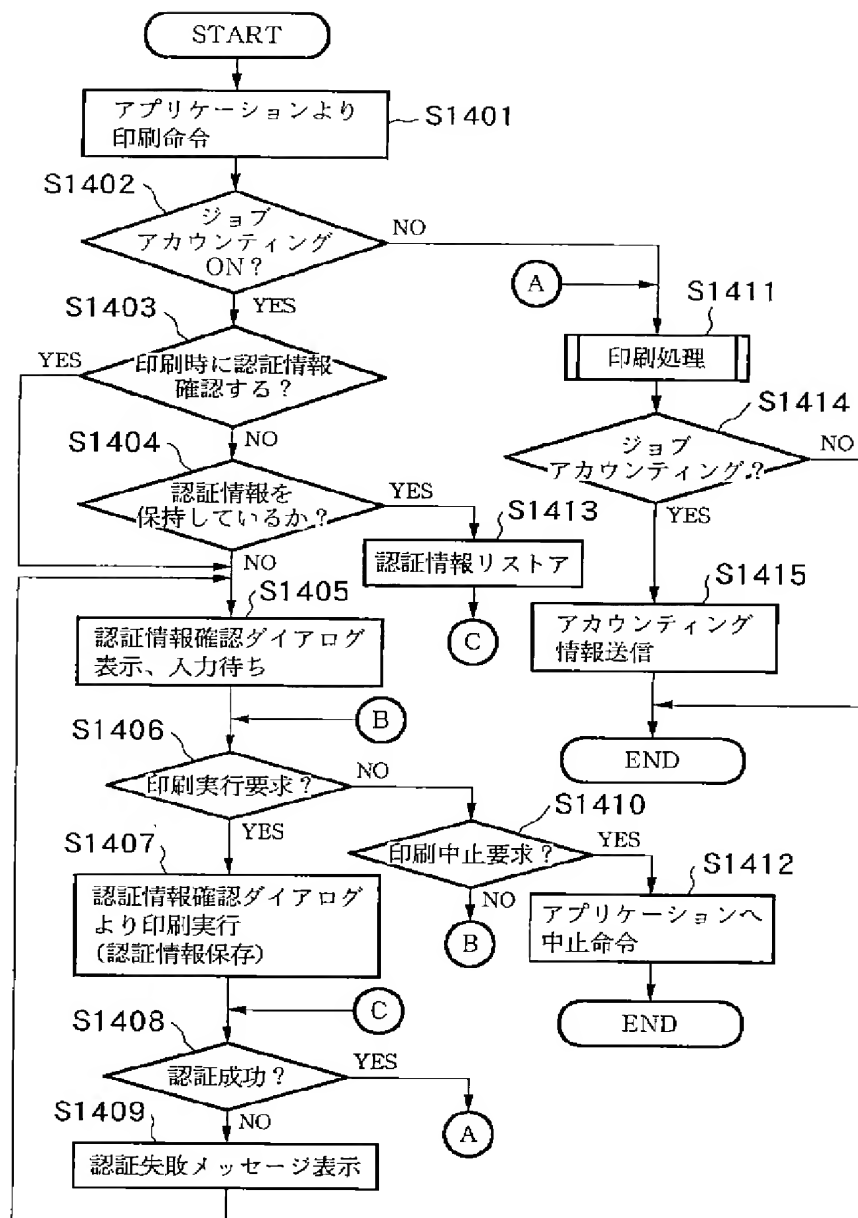 START
アプリケーションより
印刷命令
S1401
S1402
ジョブ
アカウンティング
ON？
NO
YES
A
S1403
印刷時に認証情報
確認する？
YES
NO
S1411
印刷処理
S1404
認証情報を
保持しているか？
YES
NO
S1414
ジョブ
アカウンティング？
NO
YES
S1413
認証情報リストア
C
S1405
認証情報確認ダイアログ
表示、入力待ち
S1415
アカウンティング
情報送信
END
B
S1406
印刷実行要求？
NO
YES
S1410
印刷中止要求？
YES
NO
B
S1407
認証情報確認ダイアログ
より印刷実行
(認証情報保存)
S1412
アプリケーションへ
中止命令
END
C
S1408
認証成功？
YES
NO
A
S1409
認証失敗メッセージ表示